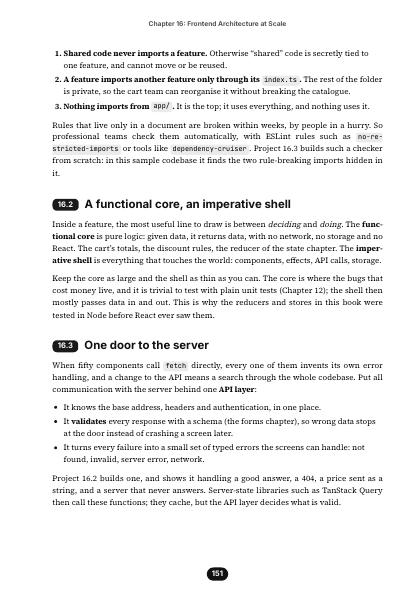 Chapter 16: Frontend Architecture at Scale
1. Shared code never imports a feature. Otherwise “shared” code is secretly tied to
one feature, and cannot move or be reused.
2. A feature imports another feature only through its index.ts. The rest of the folder
is private, so the cart team can reorganise it without breaking the catalogue.
3. Nothing imports from app/. It is the top; it uses everything, and nothing uses it.
Rules that live only in a document are broken within weeks, by people in a hurry. So
professional teams check them automatically, with ESLint rules such as no-re-
stricted-imports or tools like dependency-cruiser. Project 16.3 builds such a checker
from scratch: in this sample codebase it finds the two rule-breaking imports hidden in
it.
16.2 A functional core, an imperative shell
Inside a feature, the most useful line to draw is between deciding and doing. The func-
tional core is pure logic: given data, it returns data, with no network, no storage and no
React. The cart’s totals, the discount rules, the reducer of the state chapter. The imper-
ative shell is everything that touches the world: components, effects, API calls, storage.
Keep the core as large and the shell as thin as you can. The core is where the bugs that
cost money live, and it is trivial to test with plain unit tests (Chapter 12); the shell then
mostly passes data in and out. This is why the reducers and stores in this book were
tested in Node before React ever saw them.
16.3 One door to the server
When fifty components call fetch directly, every one of them invents its own error
handling, and a change to the API means a search through the whole codebase. Put all
communication with the server behind one API layer:
• It knows the base address, headers and authentication, in one place.
• It validates every response with a schema (the forms chapter), so wrong data stops
at the door instead of crashing a screen later.
• It turns every failure into a small set of typed errors the screens can handle: not
found, invalid, server error, network.
Project 16.2 builds one, and shows it handling a good answer, a 404, a price sent as a
string, and a server that never answers. Server-state libraries such as TanStack Query
then call these functions; they cache, but the API layer decides what is valid.
151